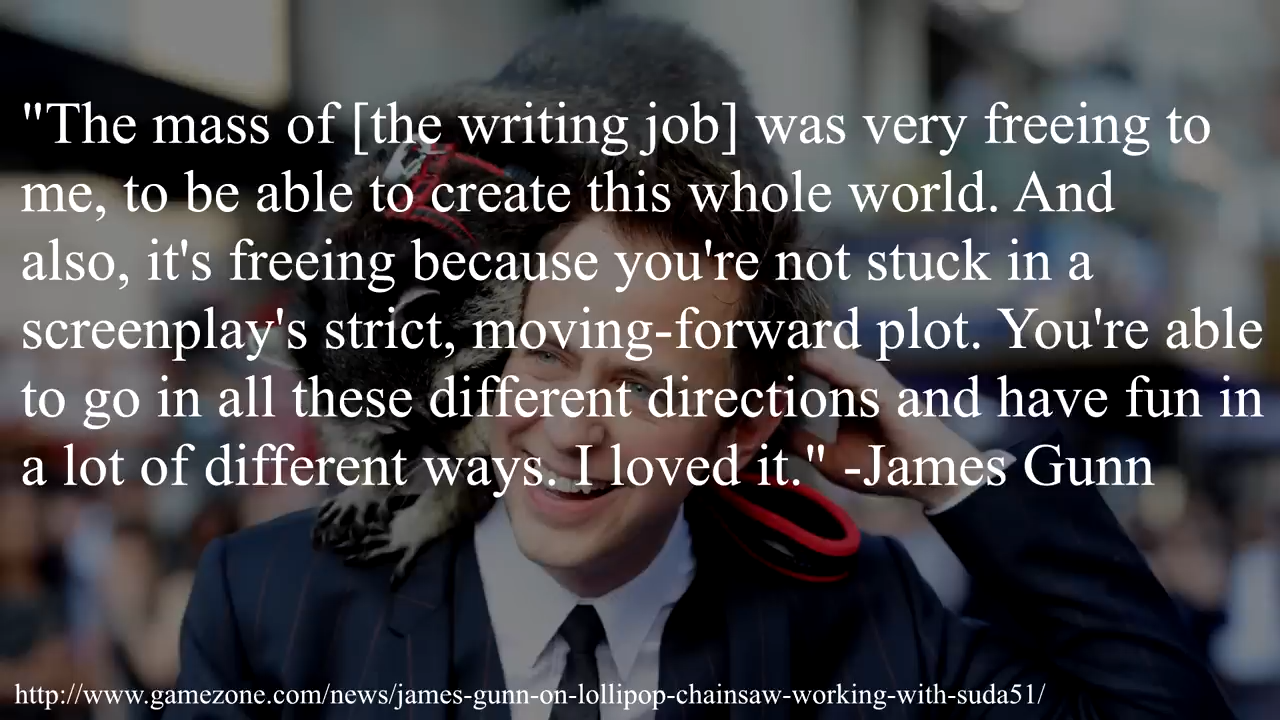 "The mass of [the writing job] was very freeing to
me, to be able to create this whole world. And
also, it's freeing because you're not stuck in a
screenplay's strict, moving-forward plot. You're able
to go in all these different directions and have fun in
a lot of different ways. I loved it." -James Gunn
http://www.gamezone.com/news/james-gunn-on-lollipop-chainsaw-working-with-suda51/